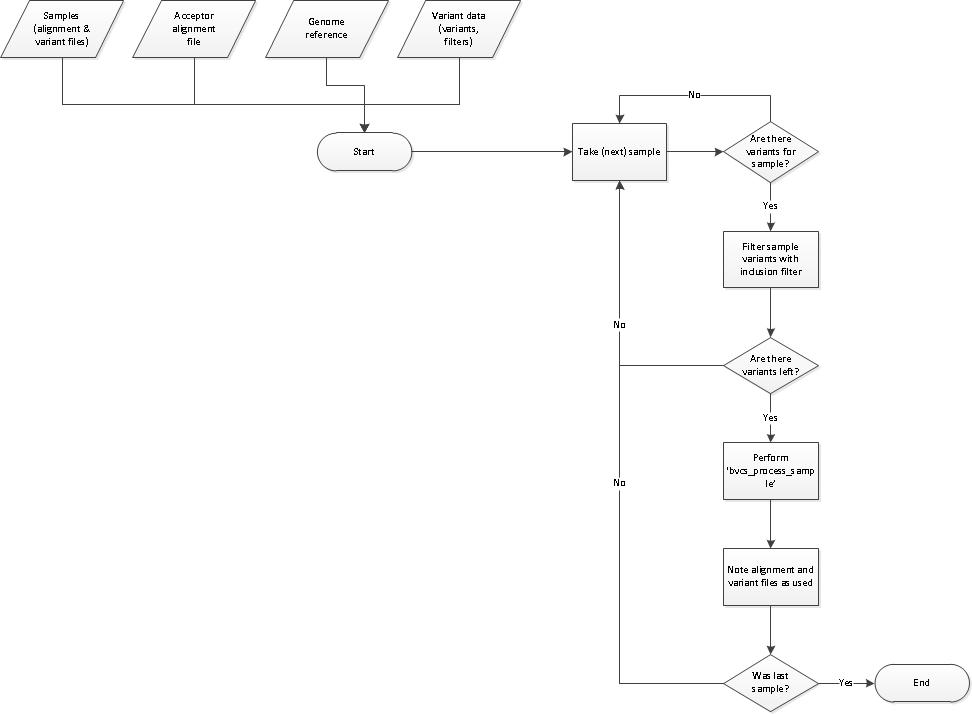 Samples
(alignment &
variant files)
Acceptor
alignment
file
Genome
reference
Variant data
(variants,
filters)
No
Start
Take (next) sample
Are there
variants for
sample?
Yes
Filter sample
variants with
inclusion filter
No
Are there
variants left?
Yes
Perform
'bvcs_process_samp
le'
No
Note alignment and
variant files as used
Was last
sample?
Yes
End